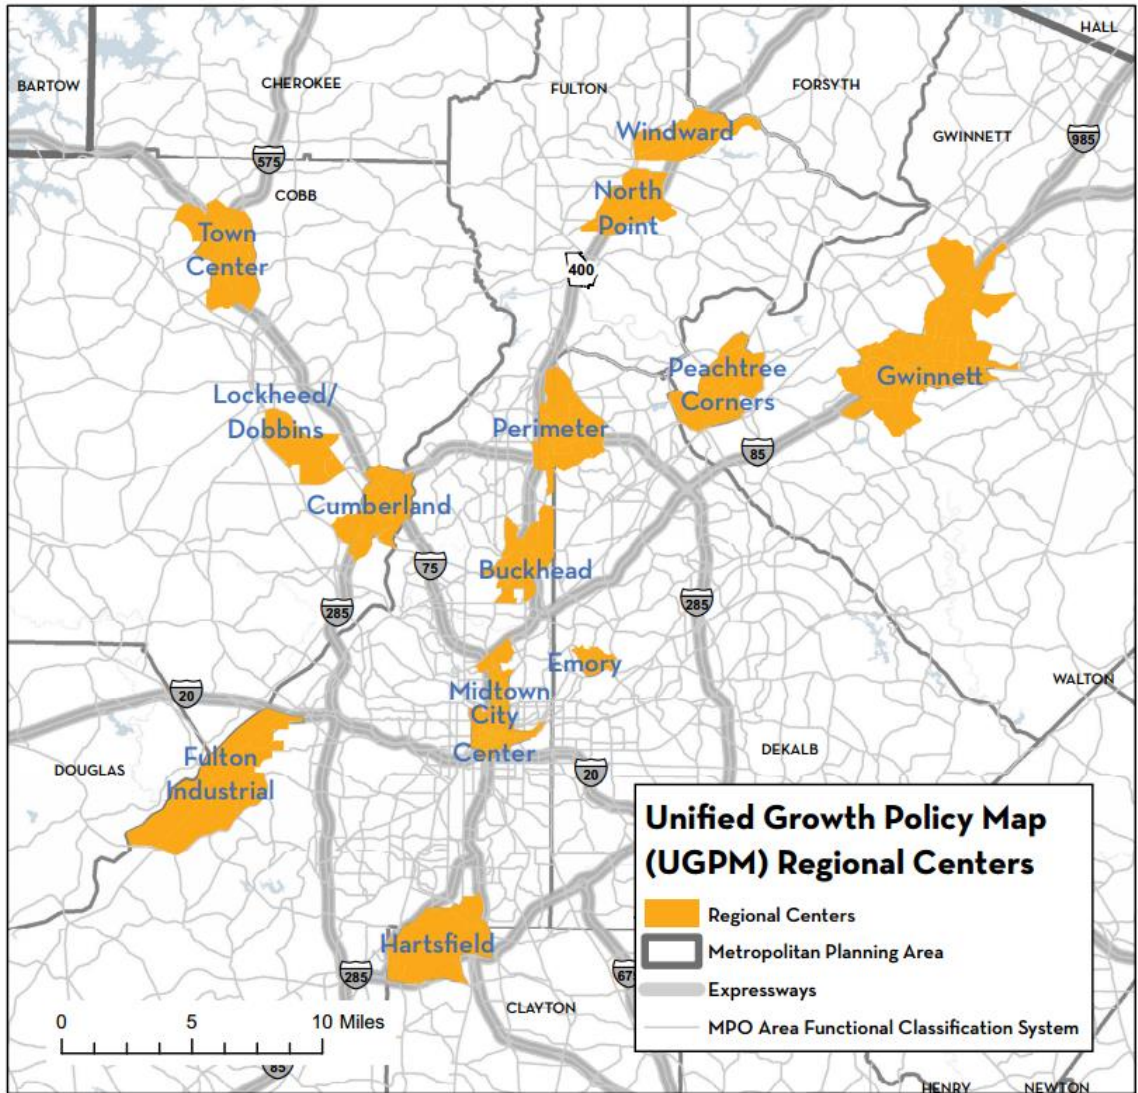 HALL
BARTOW
CHEROKEE
FULTON
FORSYTH
Windward
GWINNETT
985
575
COBB
North
Point
Town
Center
400
Peachtree
Corners
Gwinnett
Lockheed/
Dobbins
Perimeter
85
Cumberland
75
Buckhead
285
285
Emory
WALTON
20
Midtown
City
Center
DEKALB
Fulton
Industrial
DOUGLAS
20
Unified Growth Policy Map
(UGPM) Regional Centers
Regional Centers
Metropolitan Planning Area
Expressways
MPO Area Functional Classification System
Hartsfield
285
675
CLAYTON
0 5 10 Miles
85
HENRY
NEWTON